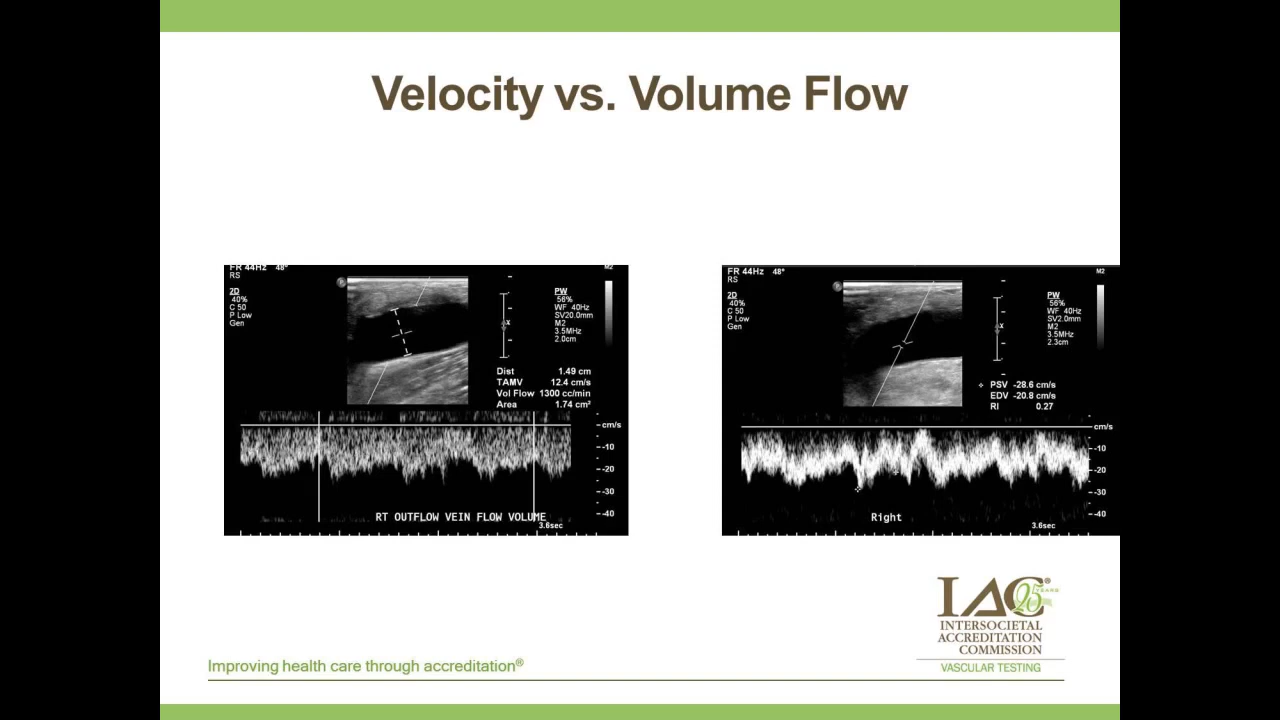 Velocity vs. Volume Flow
FR 44Hz 48°
RS
M2
2D
40%
C 50
P Low
Gen
PW
56%
WF 40Hz
SV20.0mm
M2
3.5MHz
2.0cm
x
Dist 1.49 cm
TAMV 12.4 cm/s
Vol Flow 1300 cc/min
Area 1.74 cm²
cm/s
-10
-20
-30
-40
RT OUTFLOW VEIN FLOW VOLUME
3.6sec
FR 44Hz 48°
RS
M2
2D
40%
C 50
P Low
Gen
PW
56%
WF 40Hz
SV2.0mm
M2
3.5MHz
2.3cm
x
PSV -28.6 cm/s
EDV -20.8 cm/s
RI 0.27
cm/s
-10
-20
-30
-40
Right
3.6sec
IAC®
25 YEARS
INTERSOCIETAL
ACCREDITATION
COMMISSION
VASCULAR TESTING
Improving health care through accreditation®